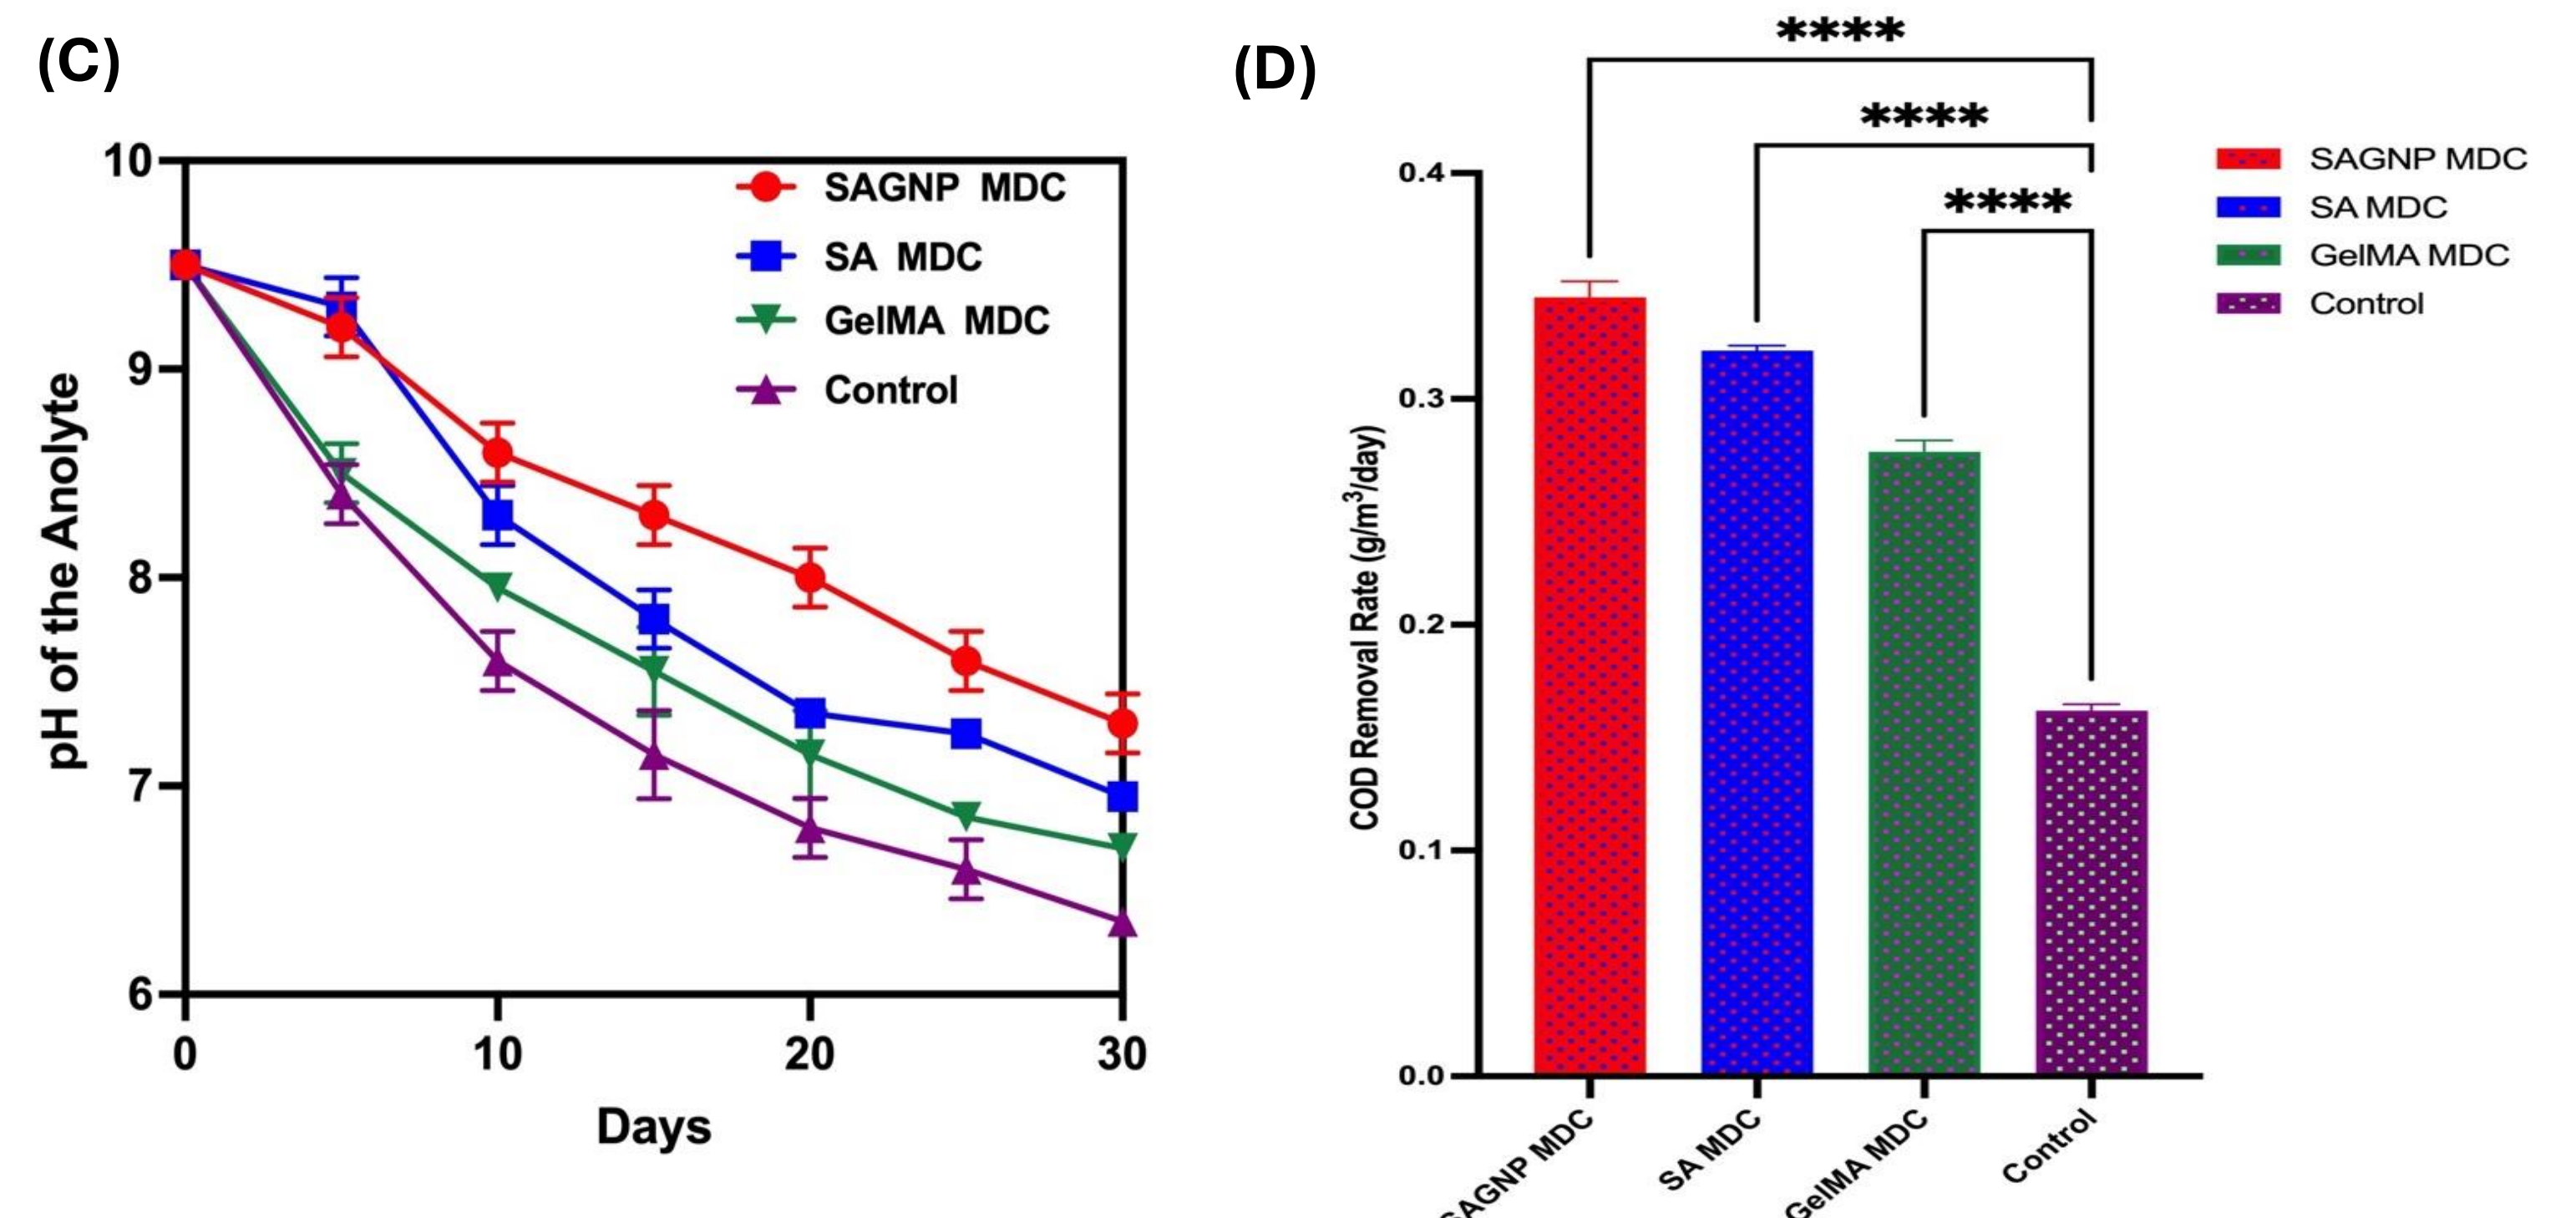 (C)
10
9
8
7
6
0
10
20
30
pH of the Anolyte
Days
SAGNP MDC
SA MDC
GelMA MDC
Control
(D)
****
****
****
0.4
0.3
0.2
0.1
0.0
COD Removal Rate (g/m³/day)
SAGNP MDC
SA MDC
GelMA MDC
Control
SAGNP MDC
SA MDC
GelMA MDC
Control